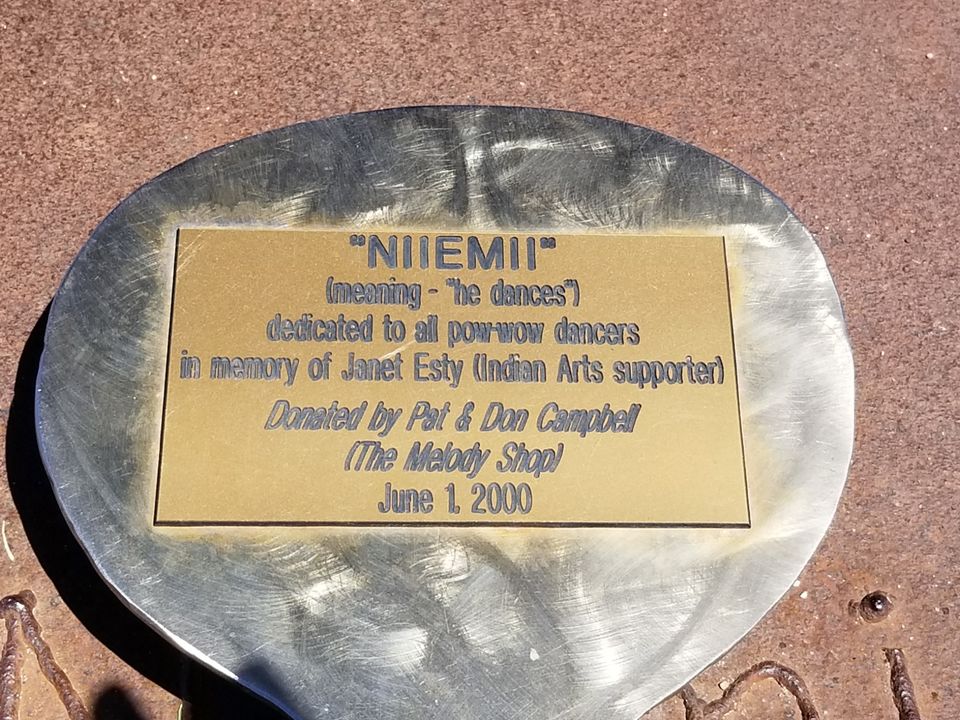 "NIIEMII"
(meaning - "he dances")
dedicated to all pow-wow dancers
in memory of Janet Esty (Indian Arts supporter)
Donated by Pat & Don Campbell
(The Melody Shop)
June 1, 2000